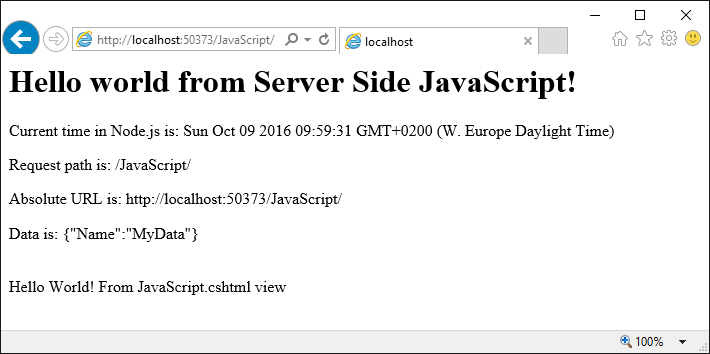 http://localhost:50373/JavaScript/
localhost
Hello world from Server Side JavaScript!
Current time in Node.js is: Sun Oct 09 2016 09:59:31 GMT+0200 (W. Europe Daylight Time)
Request path is: /JavaScript/
Absolute URL is: http://localhost:50373/JavaScript/
Data is: {"Name":"MyData"}
Hello World! From JavaScript.cshtml view
100%